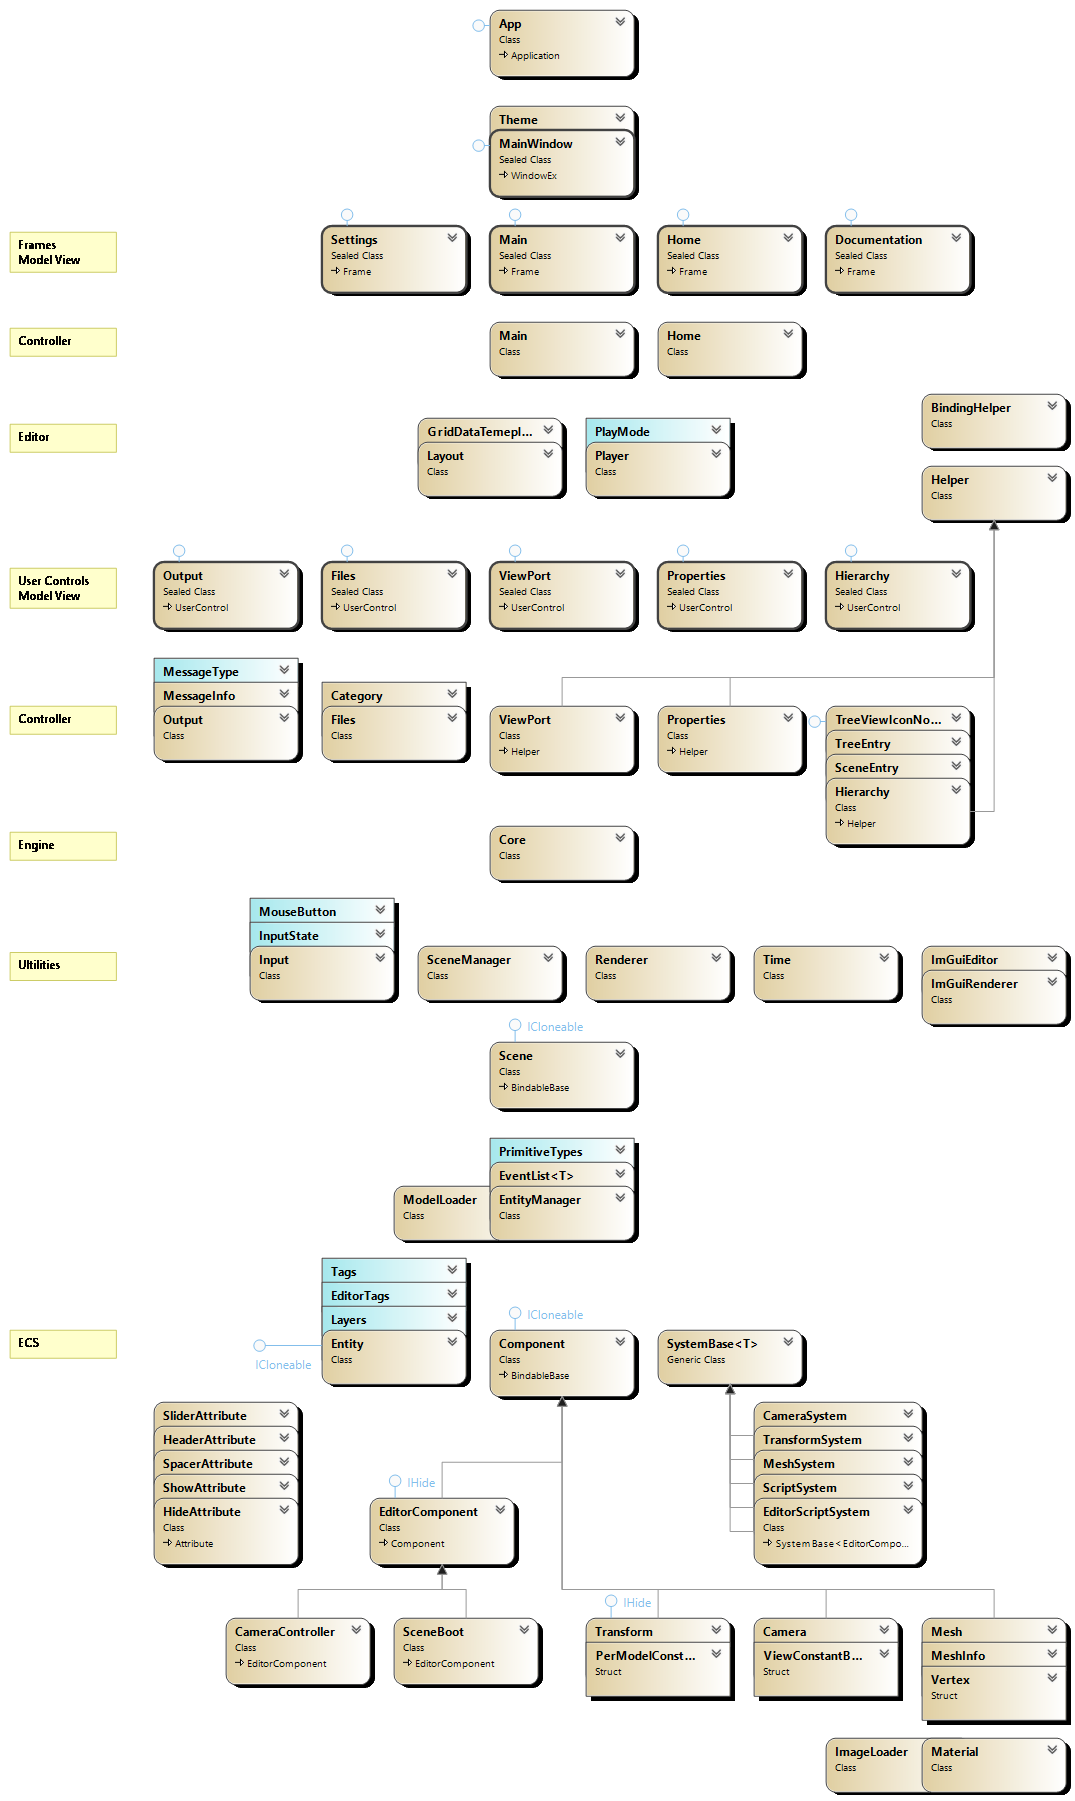 App
Class
Application
Theme
MainWindow
Sealed Class
WindowEx
Frames
Model View
Settings
Sealed Class
Frame
Main
Sealed Class
Frame
Home
Sealed Class
Frame
Documentation
Sealed Class
Frame
Controller
Main
Class
Home
Class
BindingHelper
Class
Editor
GridDataTemepl...
Layout
Class
PlayMode
Player
Class
Helper
Class
User Controls
Model View
Output
Sealed Class
UserControl
Files
Sealed Class
UserControl
ViewPort
Sealed Class
UserControl
Properties
Sealed Class
UserControl
Hierarchy
Sealed Class
UserControl
Controller
MessageType
MessageInfo
Output
Class
Category
Files
Class
ViewPort
Class
Helper
Properties
Class
Helper
TreeViewIconNo...
TreeEntry
SceneEntry
Hierarchy
Class
Helper
Engine
Core
Class
Ultilities
MouseButton
InputState
Input
Class
SceneManager
Class
Renderer
Class
Time
Class
ImGuiEditor
ImGuiRenderer
Class
ICloneable
Scene
Class
BindableBase
ModelLoader
Class
PrimitiveTypes
EventList<T>
EntityManager
Class
ECS
Tags
EditorTags
Layers
Entity
Class
ICloneable
ICloneable
Component
Class
BindableBase
SystemBase<T>
Generic Class
SliderAttribute
HeaderAttribute
SpacerAttribute
ShowAttribute
HideAttribute
Class
Attribute
IHide
EditorComponent
Class
Component
CameraSystem
TransformSystem
MeshSystem
ScriptSystem
EditorScriptSystem
Class
SystemBase<EditorCompo...
CameraController
Class
EditorComponent
SceneBoot
Class
EditorComponent
IHide
Transform
PerModelConst...
Struct
Camera
ViewConstantB...
Struct
Mesh
MeshInfo
Vertex
Struct
ImageLoader
Class
Material
Class